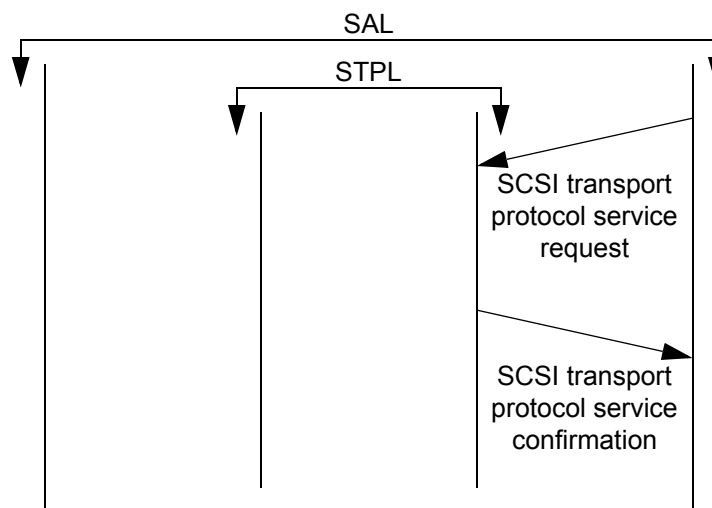 SAL
STPL
SCSI transport
protocol service
request
SCSI transport
protocol service
confirmation